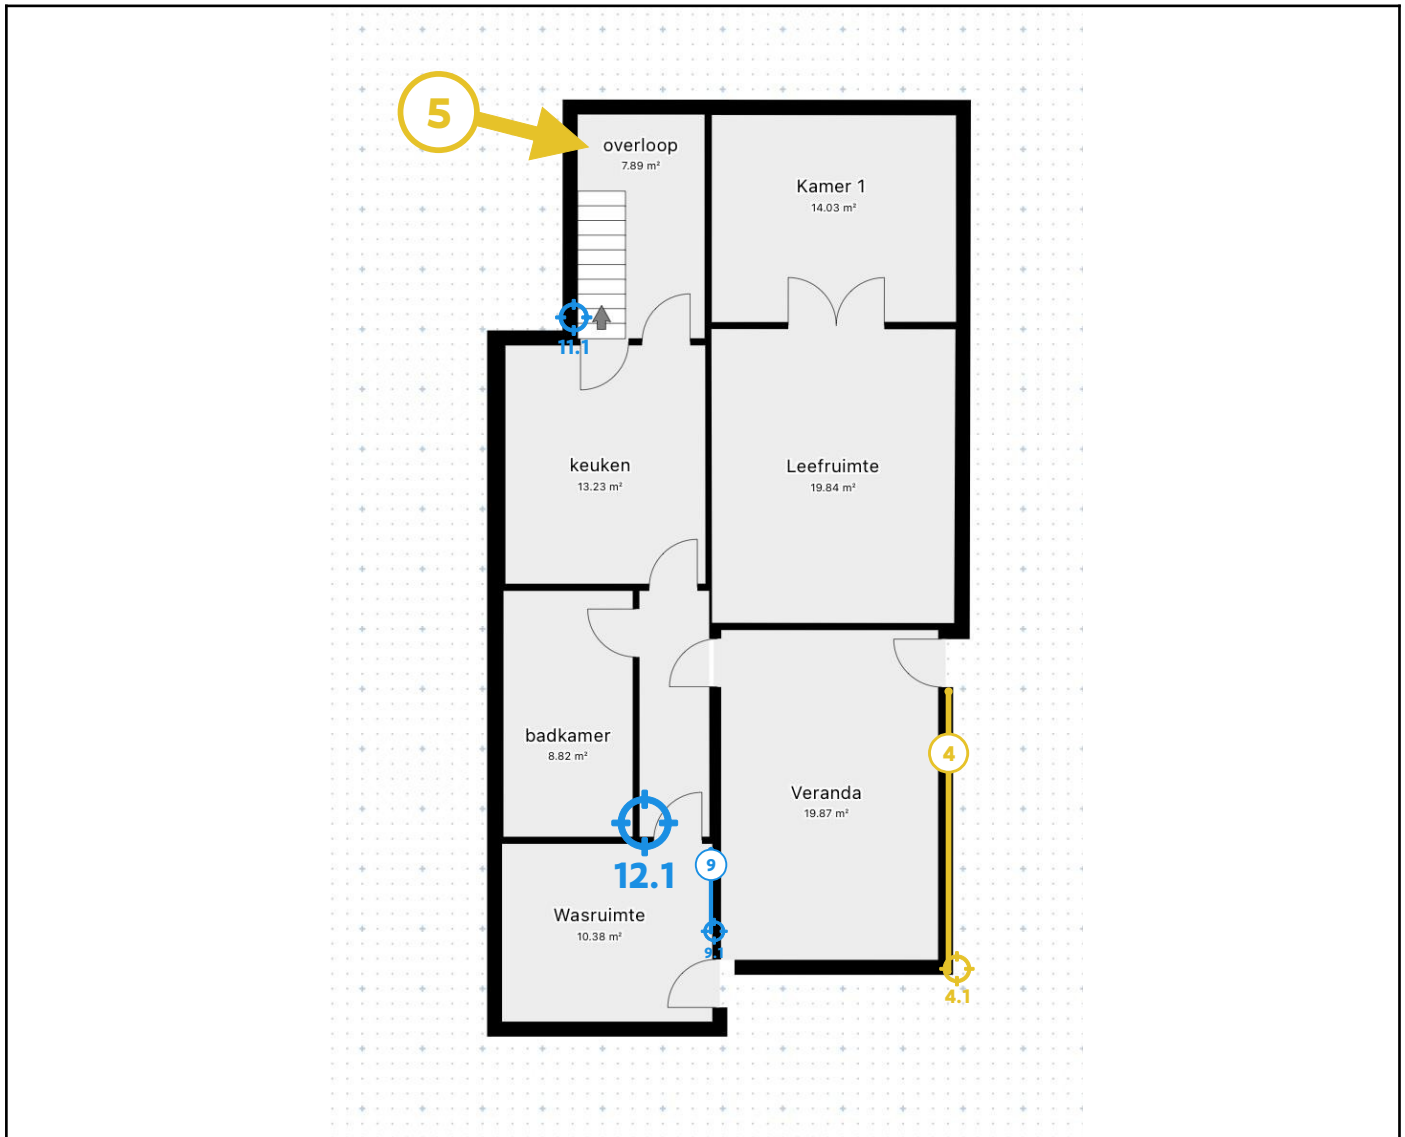 5
overloop
7.89 m²
Kamer 1
14.03 m²
11.1
keuken
13.23 m²
Leefruimte
19.84 m²
badkamer
8.82 m²
4
Veranda
19.87 m²
12.1
9
Wasruimte
10.38 m²
9.1
4.1